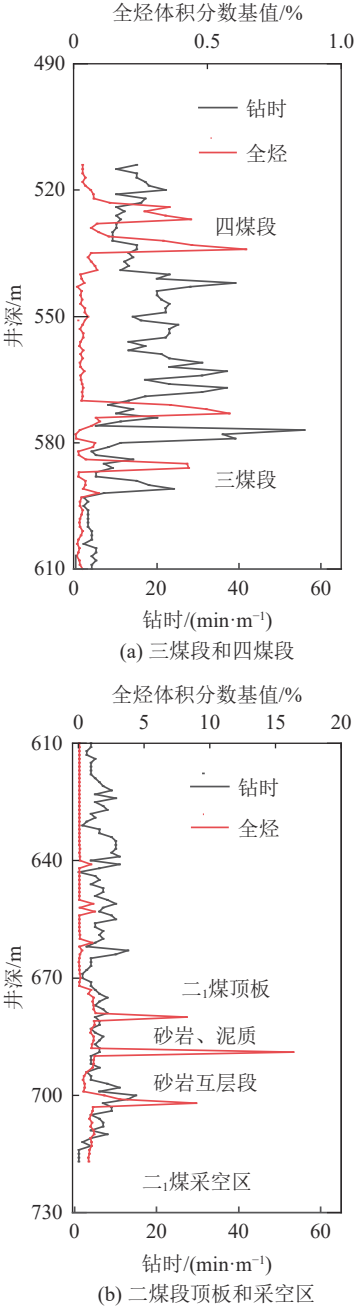 全烃体积分数基值/%
0 0.5 1.0
490
钻时
全烃
520
四煤段
550
井深/m
580
三煤段
610
0 20 40 60
钻时/(min·m⁻¹)
(a) 三煤段和四煤段
全烃体积分数基值/%
0 5 10 15 20
610
钻时
全烃
640
井深/m
670
二₁煤顶板
砂岩、泥质
砂岩互层段
700
二₁煤采空区
730
0 20 40 60
钻时/(min·m⁻¹)
(b) 二煤段顶板和采空区